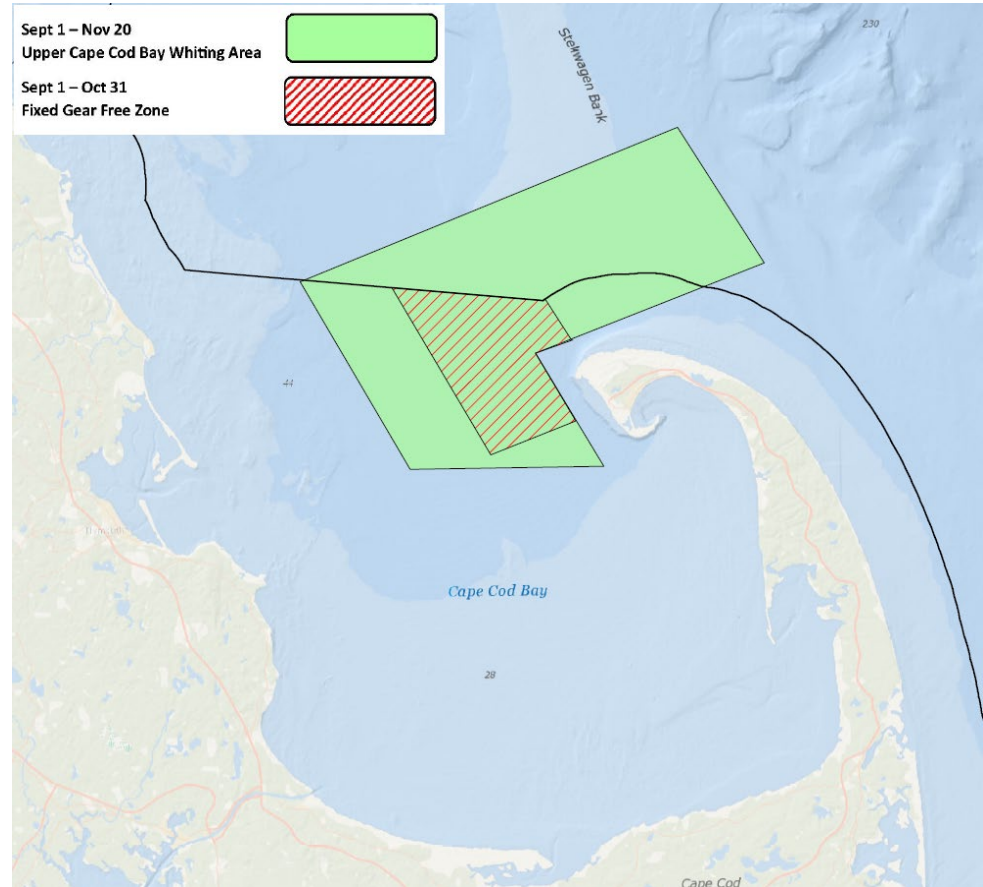 Sept 1 – Nov 20
Upper Cape Cod Bay Whiting Area
Sept 1 – Oct 31
Fixed Gear Free Zone
230
Stellwagen Bank
44
Cape Cod Bay
28
Cape Cod